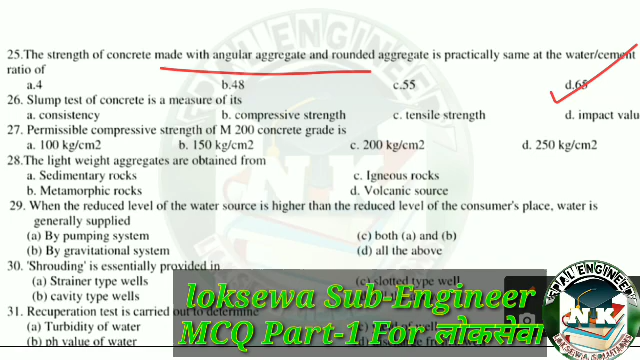 25.The strength of concrete made with angular aggregate and rounded aggregate is practically same at the water/cement
ratio of
a.4 b.48 c.55 d.65
26. Slump test of concrete is a measure of its
a. consistency b. compressive strength c. tensile strength d. impact valu
27. Permissible compressive strength of M 200 concrete grade is
a. 100 kg/cm2 b. 150 kg/cm2 c. 200 kg/cm2 d. 250 kg/cm2
28.The light weight aggregates are obtained from
a. Sedimentary rocks c. Igneous rocks
b. Metamorphic rocks d. Volcanic source
29. When the reduced level of the water source is higher than the reduced level of the consumer's place, water is
generally supplied
(a) By pumping system (c) both (a) and (b)
(b) By gravitational system (d) all the above
30. 'Shrouding' is essentially provided in
(a) Strainer type wells (c) slotted type well
(b) cavity type wells
31. Recuperation test is carried out to determine
(a) Turbidity of water
(b) ph value of water
loksewa Sub-Engineer
MCQ Part-1 For लोकसेवा
NK